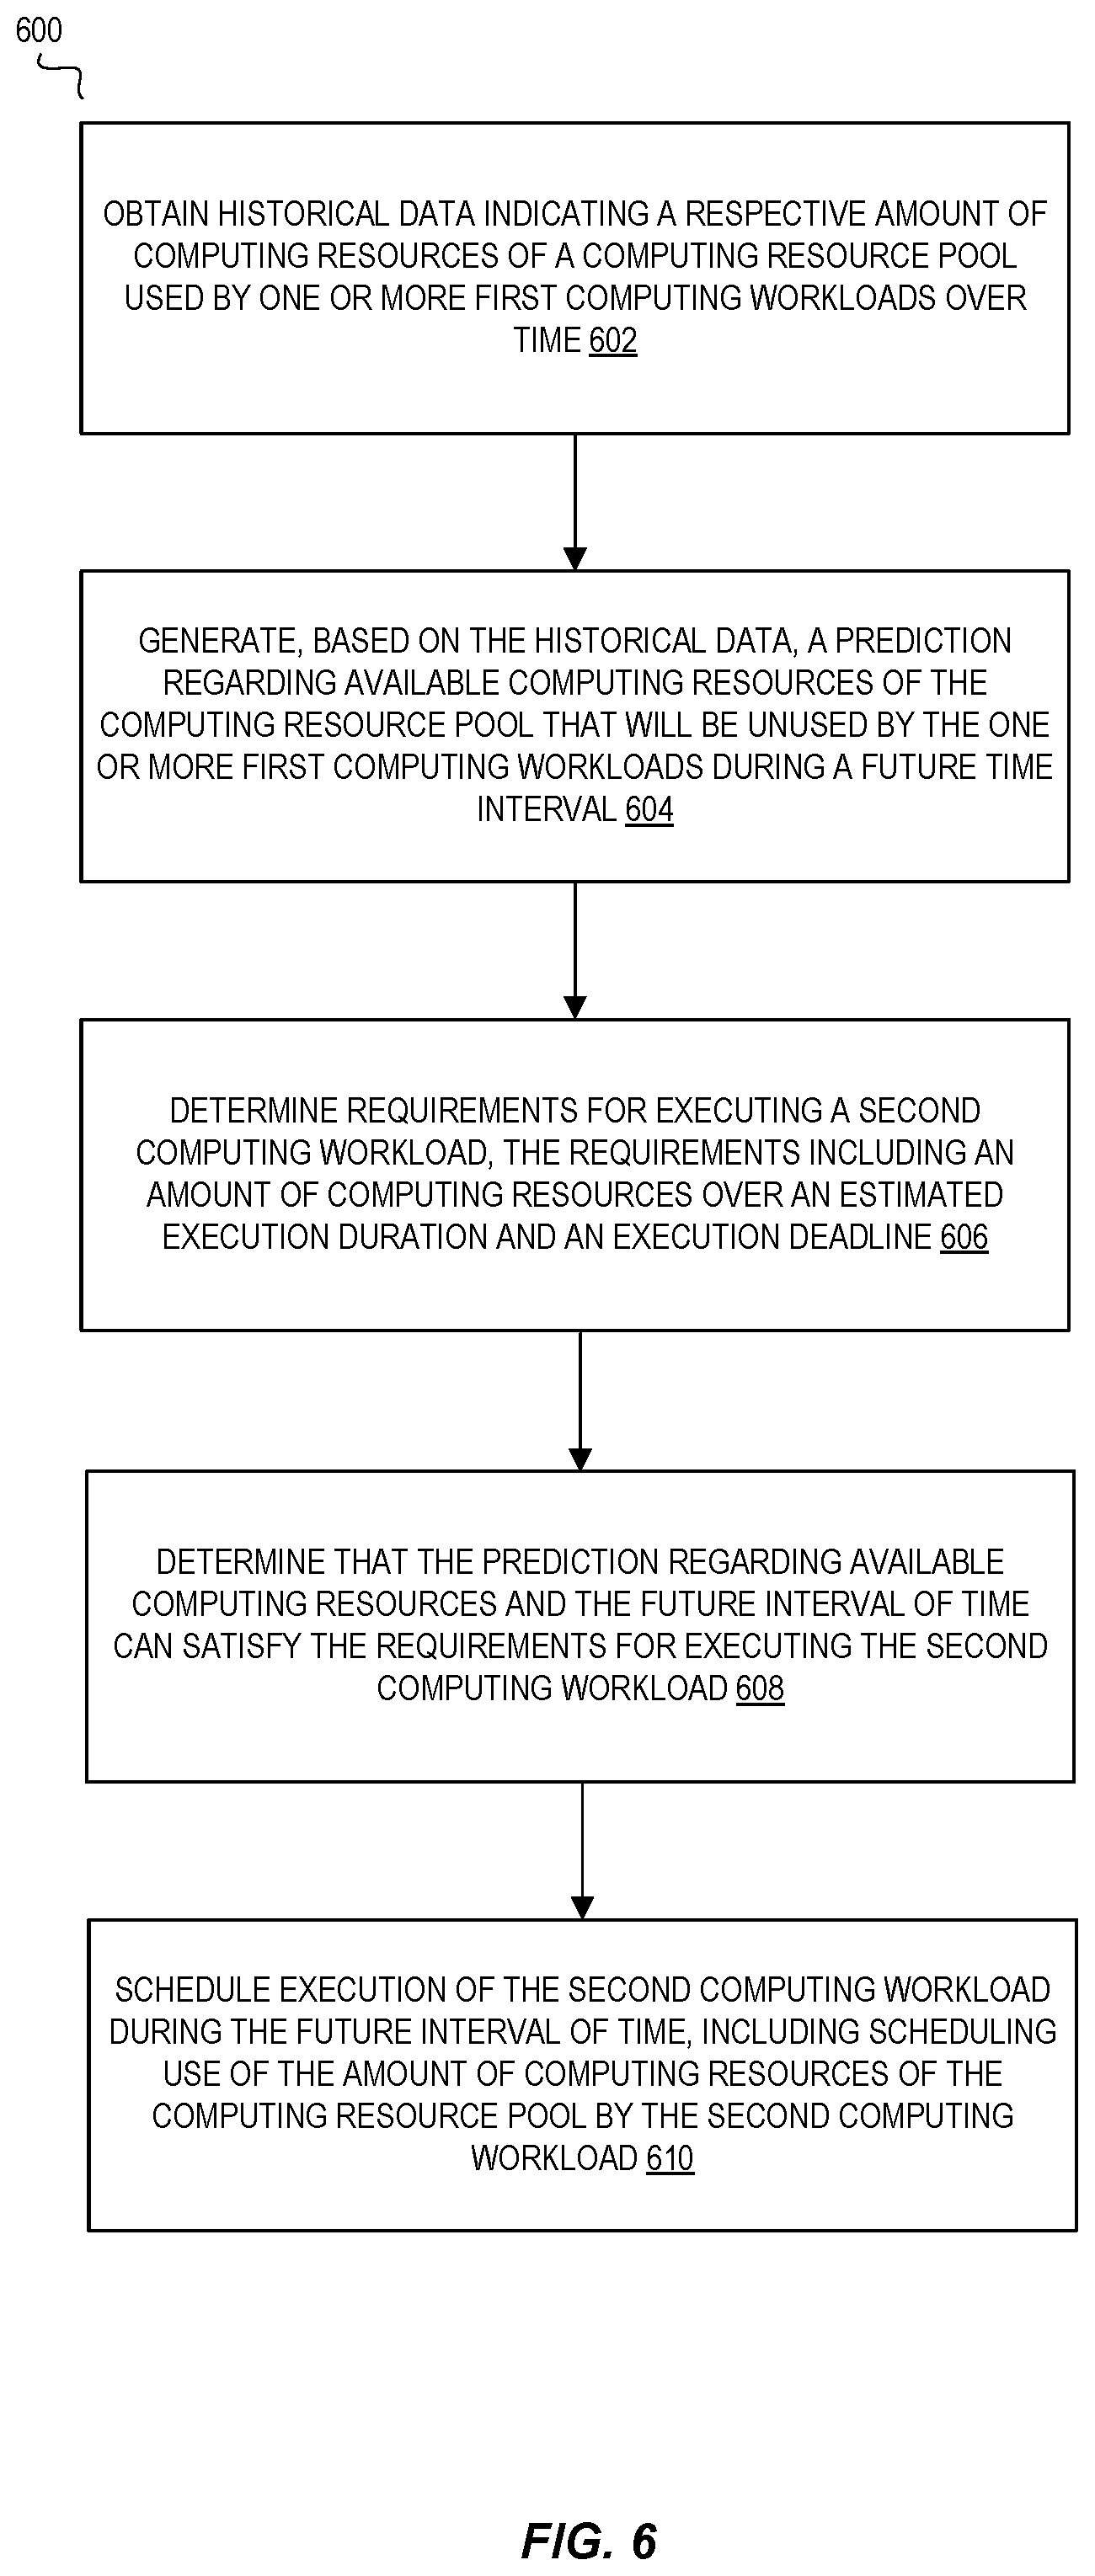 600
OBTAIN HISTORICAL DATA INDICATING A RESPECTIVE AMOUNT OF
COMPUTING RESOURCES OF A COMPUTING RESOURCE POOL
USED BY ONE OR MORE FIRST COMPUTING WORKLOADS OVER
TIME 602
GENERATE, BASED ON THE HISTORICAL DATA, A PREDICTION
REGARDING AVAILABLE COMPUTING RESOURCES OF THE
COMPUTING RESOURCE POOL THAT WILL BE UNUSED BY THE ONE
OR MORE FIRST COMPUTING WORKLOADS DURING A FUTURE TIME
INTERVAL 604
DETERMINE REQUIREMENTS FOR EXECUTING A SECOND
COMPUTING WORKLOAD, THE REQUIREMENTS INCLUDING AN
AMOUNT OF COMPUTING RESOURCES OVER AN ESTIMATED
EXECUTION DURATION AND AN EXECUTION DEADLINE 606
DETERMINE THAT THE PREDICTION REGARDING AVAILABLE
COMPUTING RESOURCES AND THE FUTURE INTERVAL OF TIME
CAN SATISFY THE REQUIREMENTS FOR EXECUTING THE SECOND
COMPUTING WORKLOAD 608
SCHEDULE EXECUTION OF THE SECOND COMPUTING WORKLOAD
DURING THE FUTURE INTERVAL OF TIME, INCLUDING SCHEDULING
USE OF THE AMOUNT OF COMPUTING RESOURCES OF THE
COMPUTING RESOURCE POOL BY THE SECOND COMPUTING
WORKLOAD 610
FIG. 6